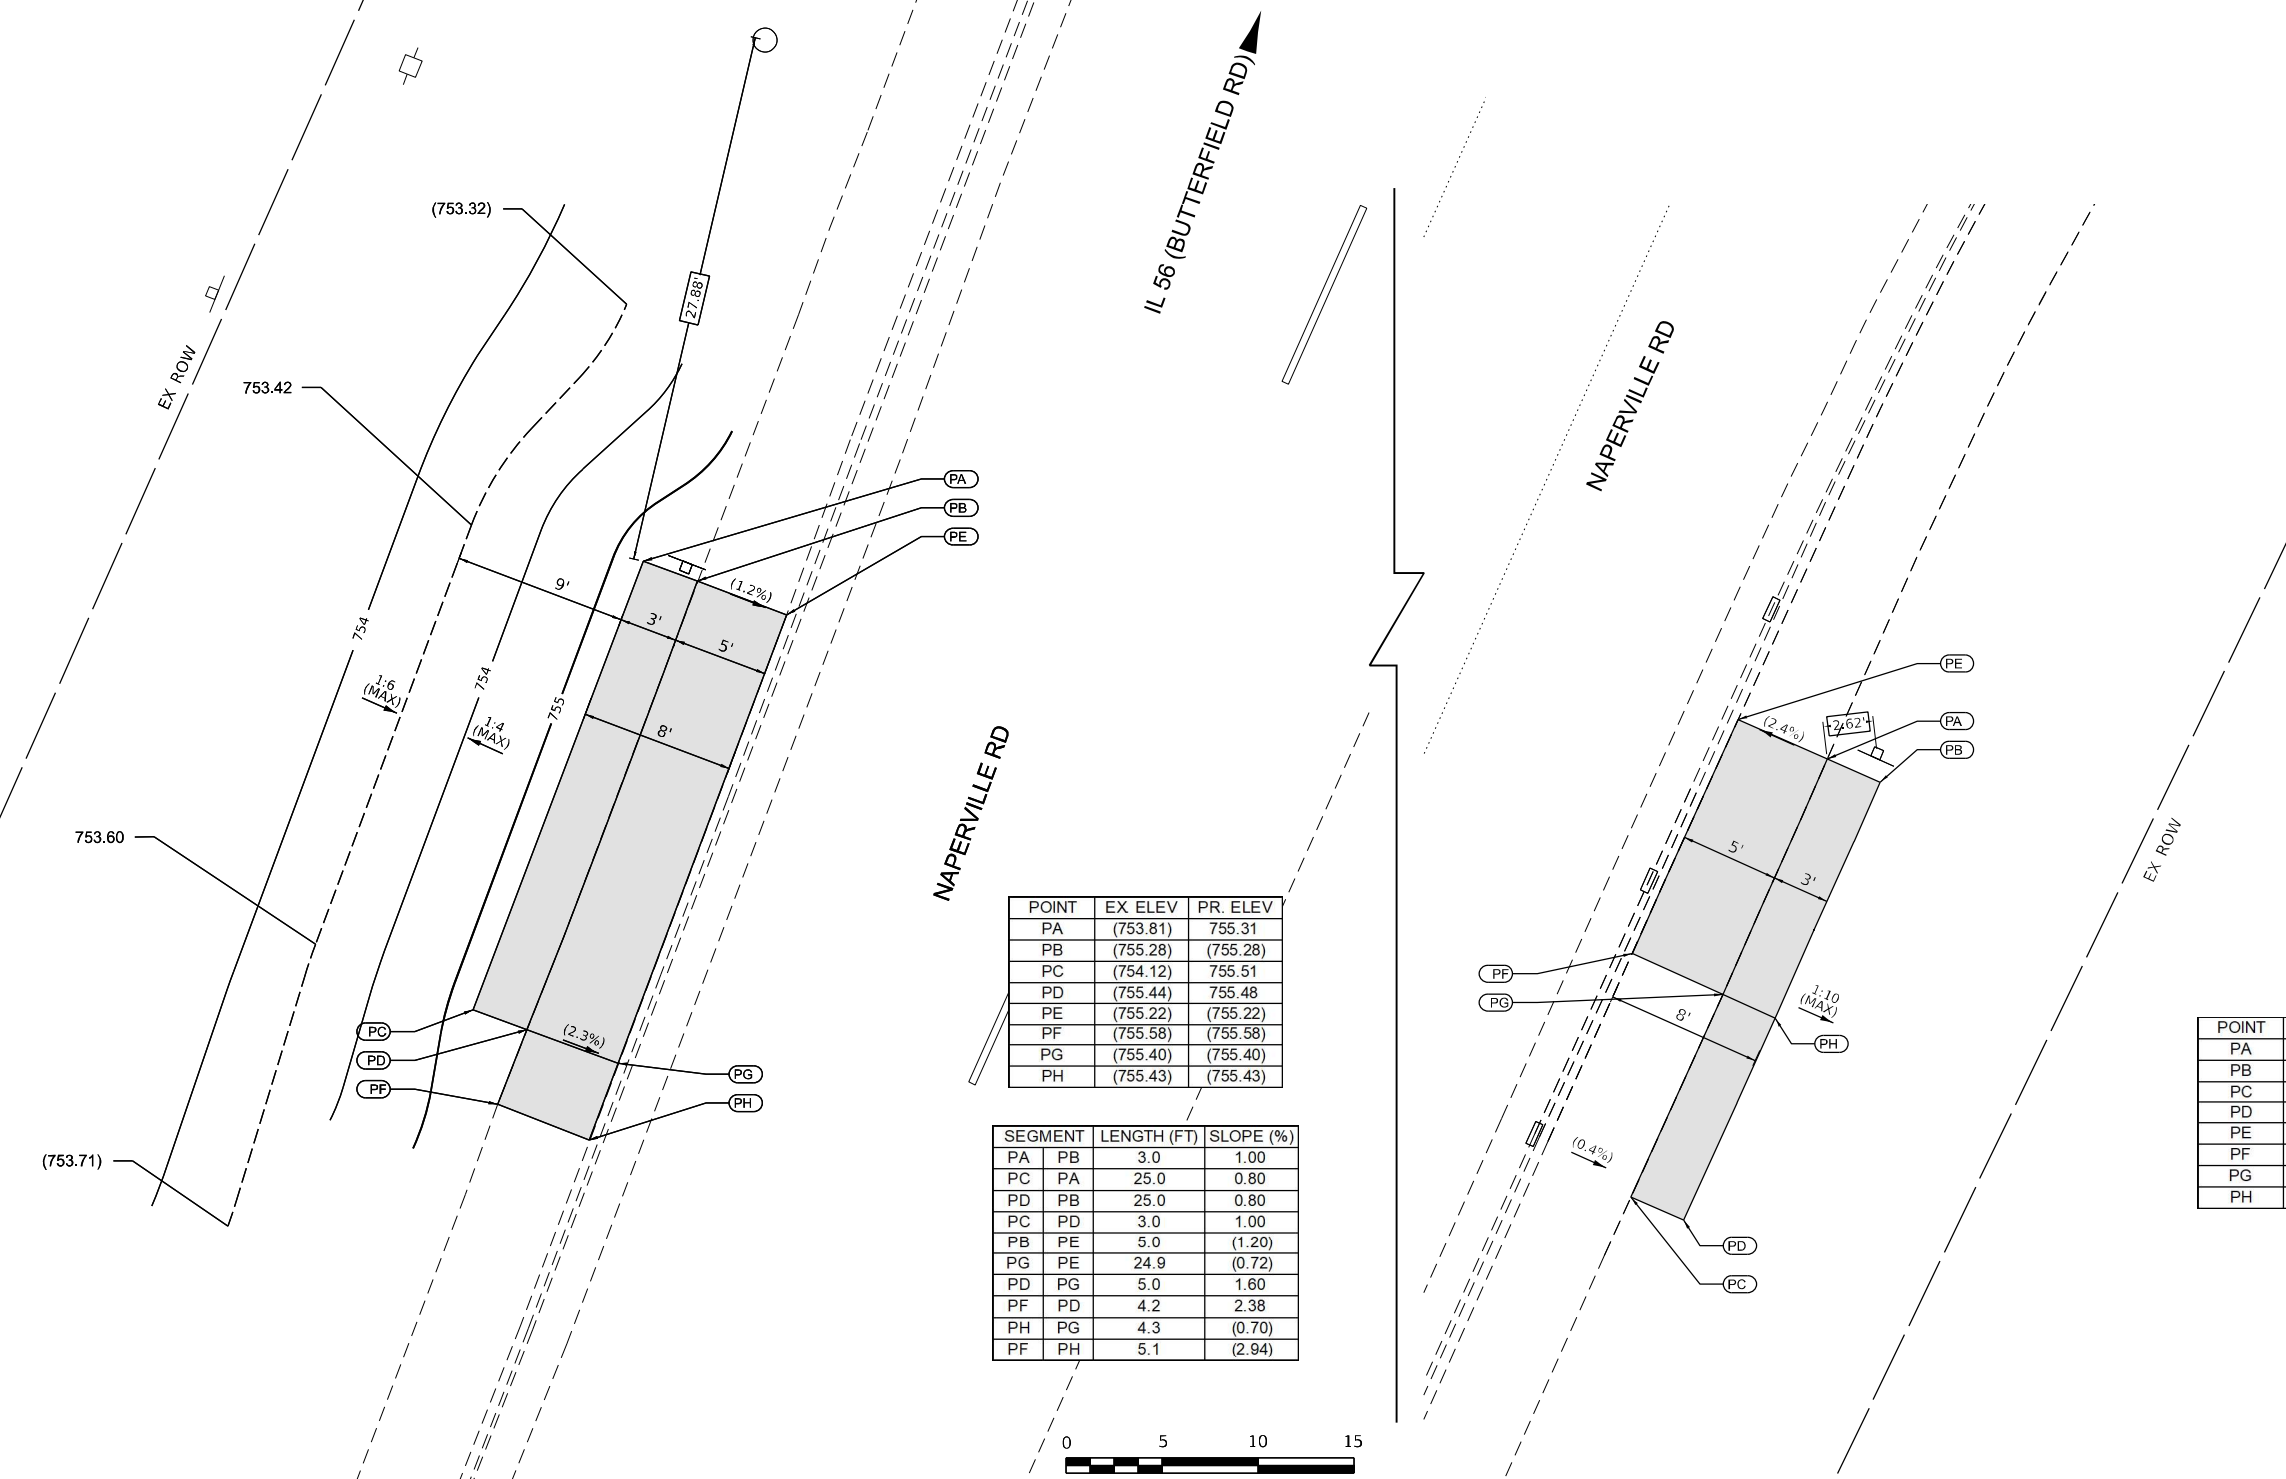 IL 56 (BUTTERFIELD RD)
(753.32)
27.88'
EX ROW
753.42
NAPERVILLE RD
PA
PB
PE
(1.2%)
9'
3'
5'
754
754
755
1:6
(MAX)
1:4
(MAX)
8'
753.60
NAPERVILLE RD
PC
PD
PF
(2.3%)
PG
PH
(753.71)
POINT EX. ELEV PR. ELEV
PA (753.81) 755.31
PB (755.28) (755.28)
PC (754.12) 755.51
PD (755.44) 755.48
PE (755.22) (755.22)
PF (755.58) (755.58)
PG (755.40) (755.40)
PH (755.43) (755.43)
SEGMENT LENGTH (FT) SLOPE (%)
PA PB 3.0 1.00
PC PA 25.0 0.80
PD PB 25.0 0.80
PC PD 3.0 1.00
PB PE 5.0 (1.20)
PG PE 24.9 (0.72)
PD PG 5.0 1.60
PF PD 4.2 2.38
PH PG 4.3 (0.70)
PF PH 5.1 (2.94)
0 5 10 15
PE
(2.4%)
2.62'
PA
PB
5'
3'
EX ROW
PF
PG
1:10
(MAX)
8'
PH
(0.4%)
PD
PC
POINT
PA
PB
PC
PD
PE
PF
PG
PH